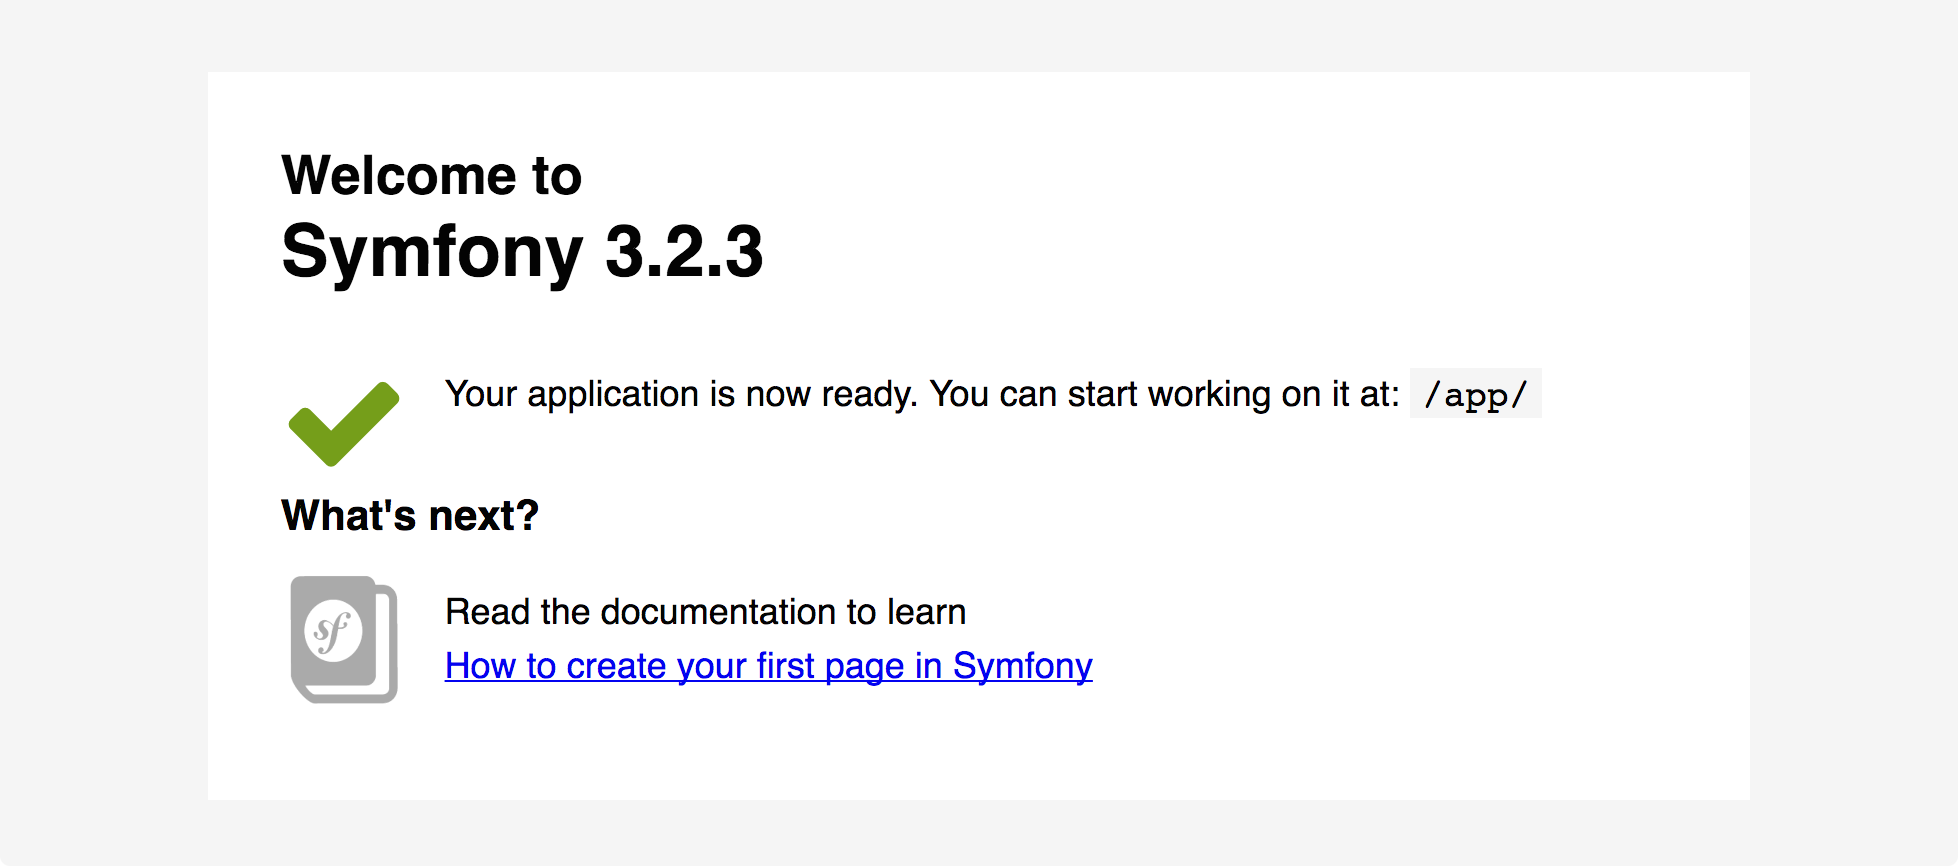 Welcome to
Symfony 3.2.3
Your application is now ready. You can start working on it at: /app/
What's next?
sf
Read the documentation to learn
How to create your first page in Symfony